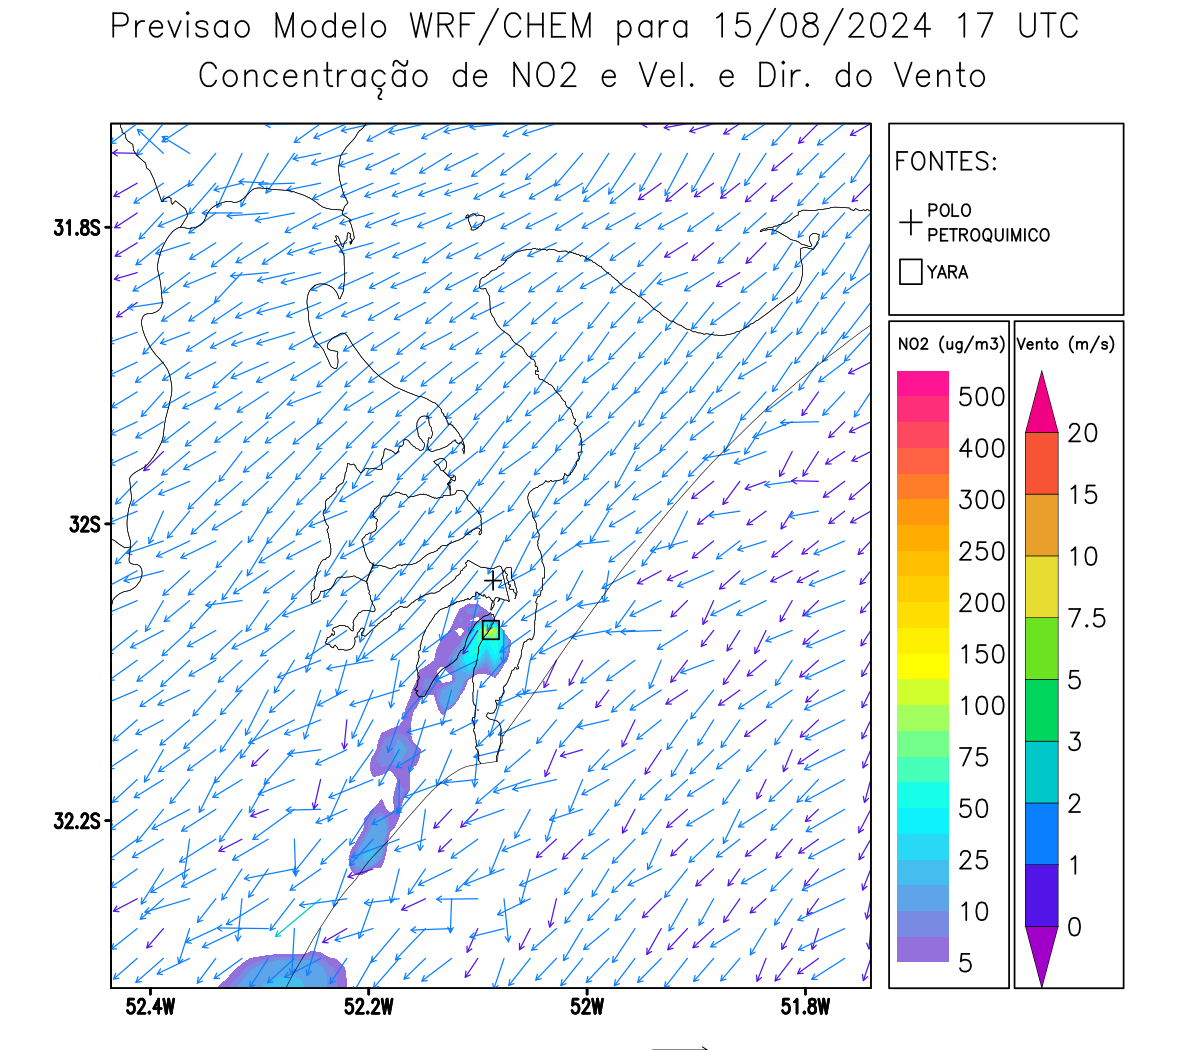 Previsao Modelo WRF/CHEM para 15/08/2024 17 UTC
Concentração de NO2 e Vel. e Dir. do Vento
FONTES:
POLO
PETROQUIMICO
YARA
31.8S
32S
32.2S
52.4W
52.2W
52W
51.8W
NO2 (ug/m3)
500
400
300
250
200
150
100
75
50
25
10
5
Vento (m/s)
20
15
10
7.5
5
3
2
1
0